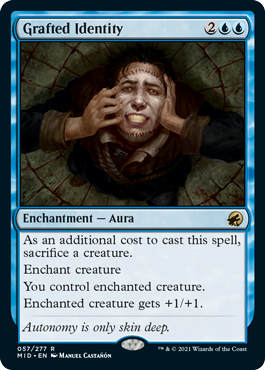 Grafted Identity 2
Enchantment — Aura
As an additional cost to cast this spell,
sacrifice a creature.
Enchant creature
You control enchanted creature.
Enchanted creature gets +1/+1.
Autonomy is only skin deep.
057/277 R
MID • EN Manuel Castañón
™ & © 2021 Wizards of the Coast